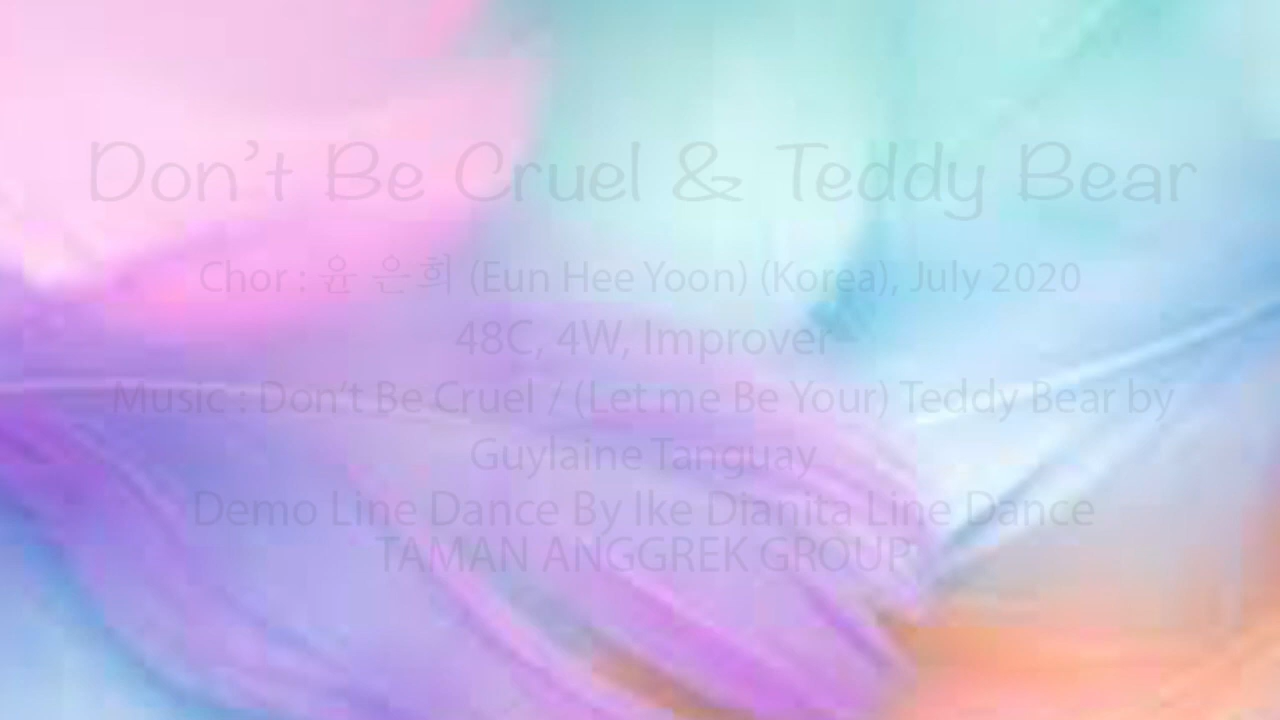 Don't Be Cruel & Teddy Bear
Chor : 윤 은희 (Eun Hee Yoon) (Korea), July 2020
48C, 4W, Improver
Music : Don't Be Cruel / (Let me Be Your) Teddy Bear by
Guylaine Tanguay
Demo Line Dance By Ike Dianita Line Dance
TAMAN ANGGREK GROUP